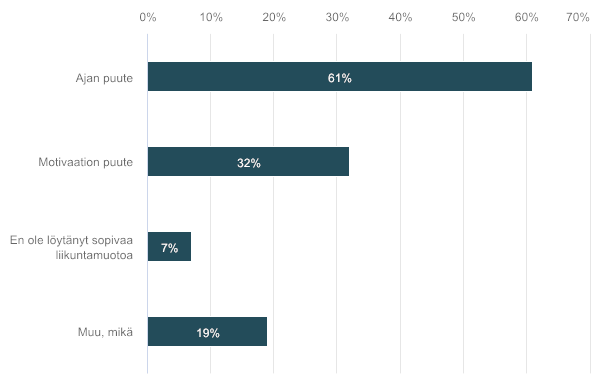 0% 10% 20% 30% 40% 50% 60% 70%
Ajan puute 61%
Motivaation puute 32%
En ole löytänyt sopivaa
liikuntamuotoa 7%
Muu, mikä 19%